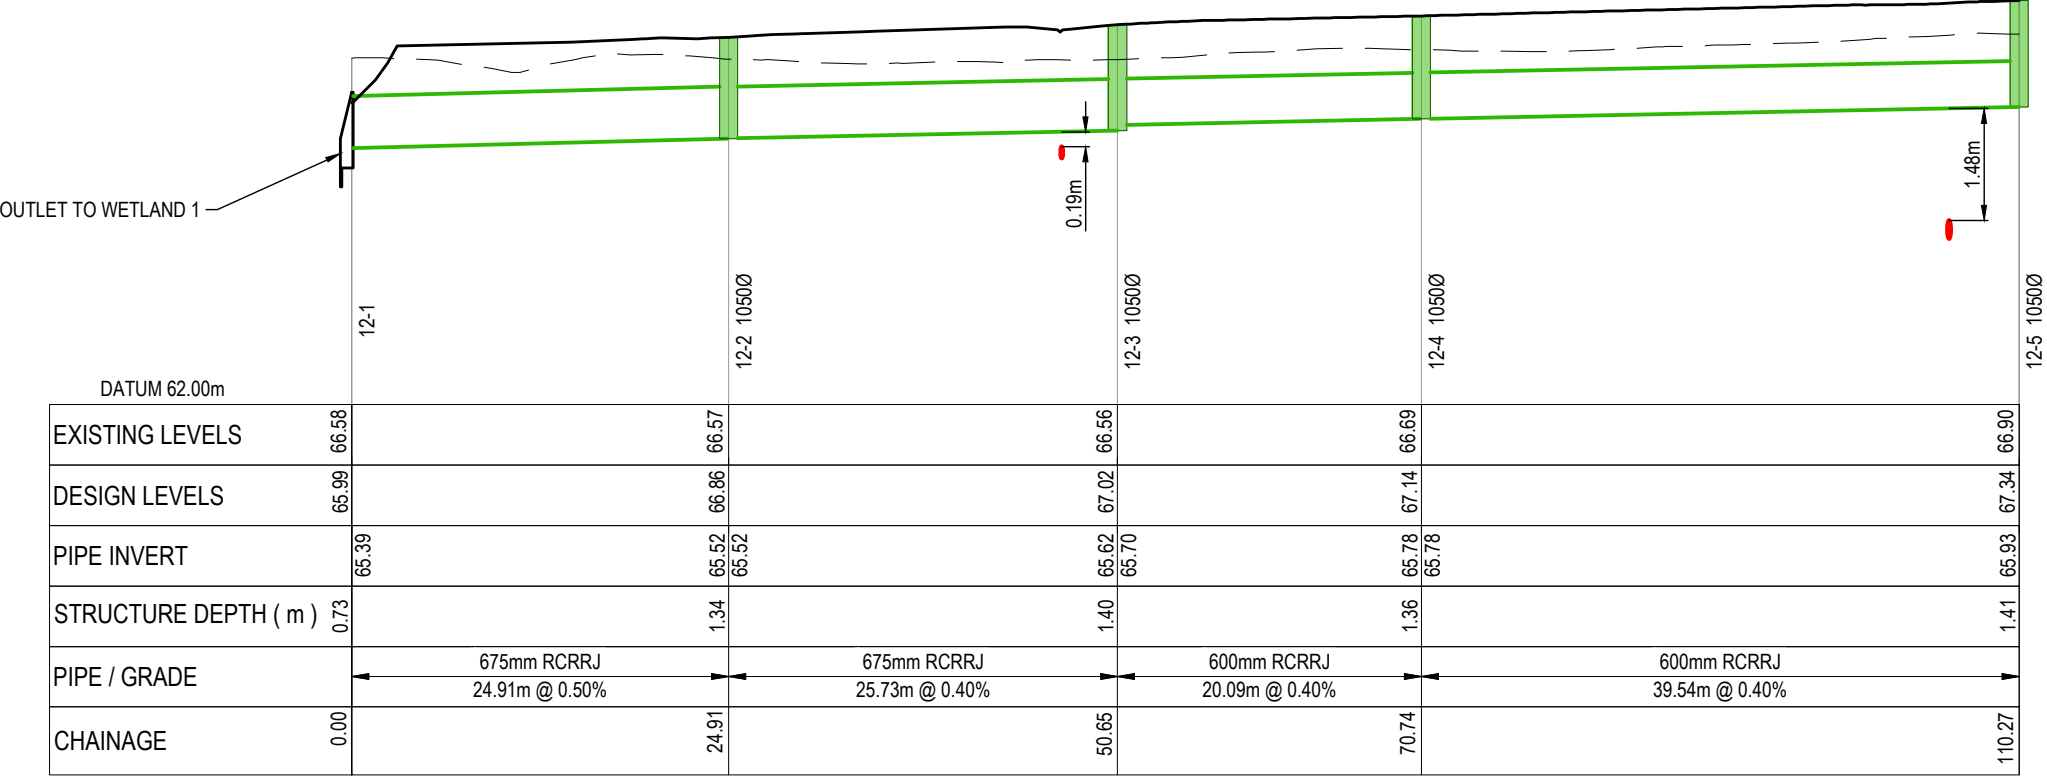 OUTLET TO WETLAND 1
0.19m
1.48m
12-1
12-2 1050Ø
12-3 1050Ø
12-4 1050Ø
12-5 1050Ø
DATUM 62.00m
EXISTING LEVELS 66.58 66.57 66.56 66.69 66.90
DESIGN LEVELS 65.99 66.86 67.02 67.14 67.34
PIPE INVERT 65.39 65.52 65.52 65.62 65.70 65.78 65.78 65.93
STRUCTURE DEPTH ( m ) 0.73 1.34 1.40 1.36 1.41
PIPE / GRADE
675mm RCRRJ 675mm RCRRJ 600mm RCRRJ 600mm RCRRJ
24.91m @ 0.50% 25.73m @ 0.40% 20.09m @ 0.40% 39.54m @ 0.40%
CHAINAGE 0.00 24.91 50.65 70.74 110.27